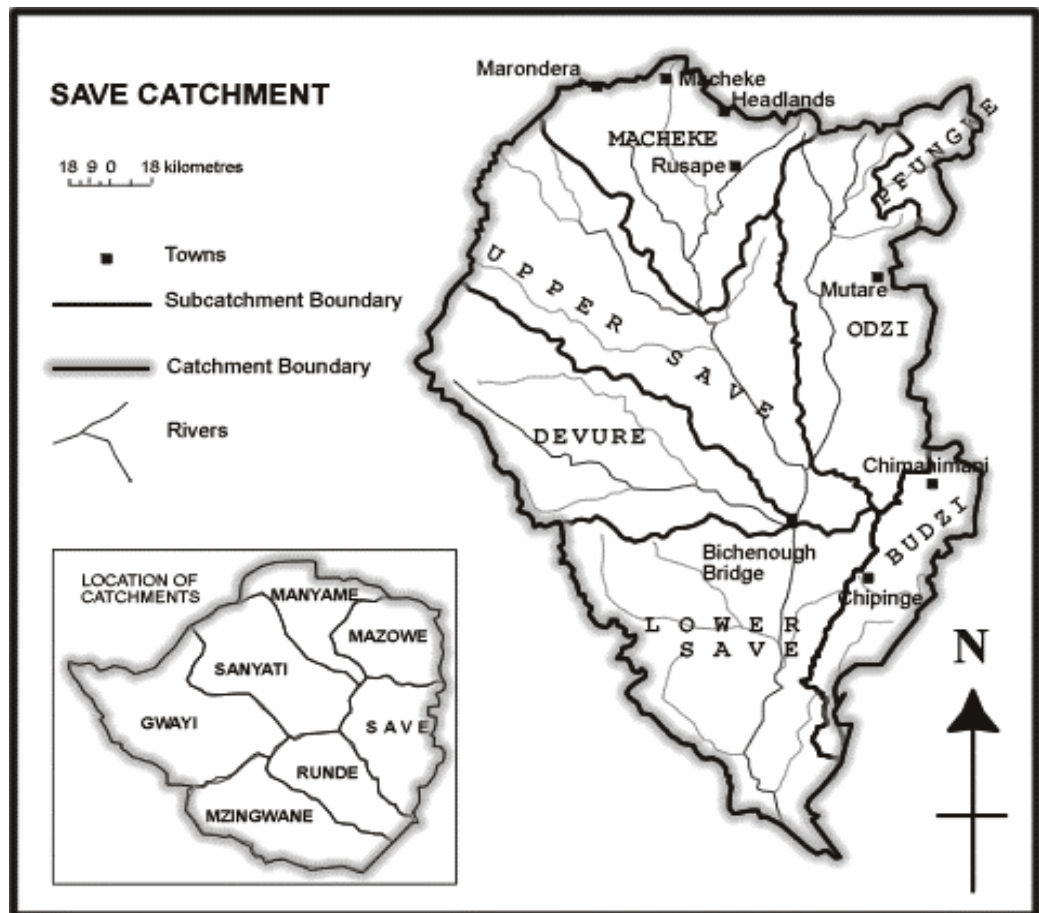 SAVE CATCHMENT
18 9 0 18 kilometres
Towns
Subcatchment Boundary
Catchment Boundary
Rivers
Marondera
Macheke
Headlands
MACHEKE
Rusape
PFUNGWE
UPPER SAVE
Mutare
ODZI
DEVURE
Chimanimani
BUDZI
Bichenough
Bridge
Chipinge
LOWER
SAVE
N
LOCATION OF
CATCHMENTS
MANYAME
MAZOWE
SANYATI
GWAYI
SAVE
RUNDE
MZINGWANE